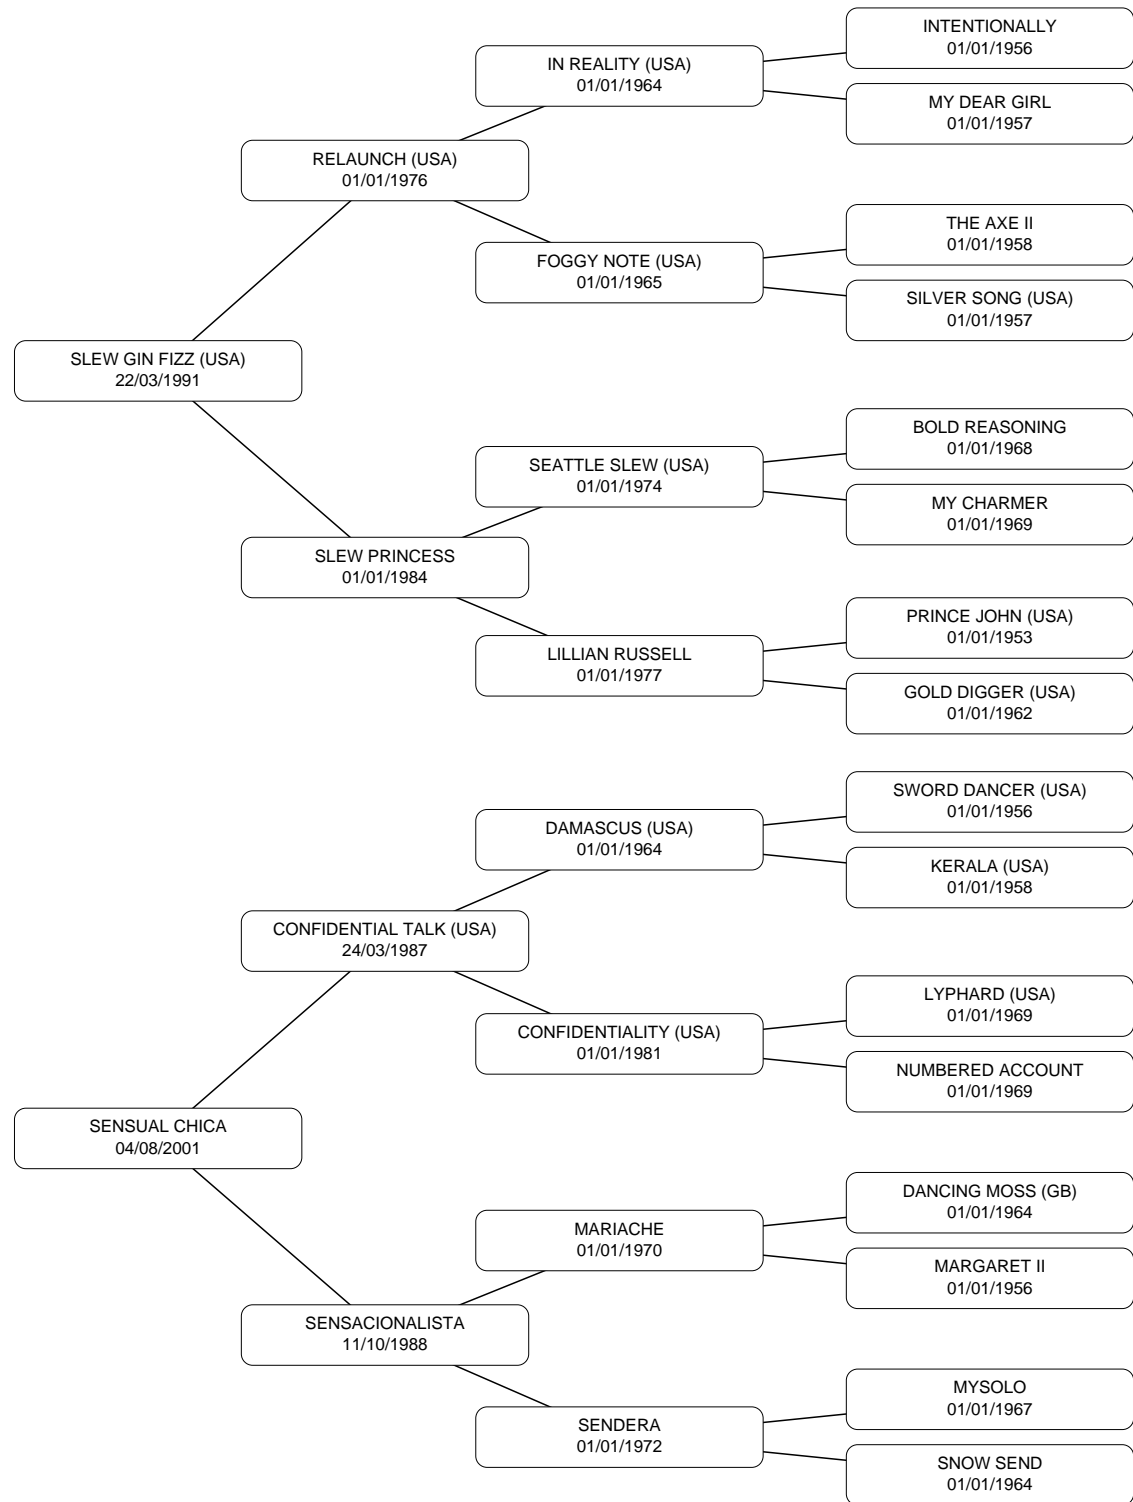 INTENTIONALLY
01/01/1956
IN REALITY (USA)
01/01/1964
MY DEAR GIRL
01/01/1957
RELAUNCH (USA)
01/01/1976
THE AXE II
01/01/1958
FOGGY NOTE (USA)
01/01/1965
SILVER SONG (USA)
01/01/1957
SLEW GIN FIZZ (USA)
22/03/1991
BOLD REASONING
01/01/1968
SEATTLE SLEW (USA)
01/01/1974
MY CHARMER
01/01/1969
SLEW PRINCESS
01/01/1984
PRINCE JOHN (USA)
01/01/1953
LILLIAN RUSSELL
01/01/1977
GOLD DIGGER (USA)
01/01/1962
SWORD DANCER (USA)
01/01/1956
DAMASCUS (USA)
01/01/1964
KERALA (USA)
01/01/1958
CONFIDENTIAL TALK (USA)
24/03/1987
LYPHARD (USA)
01/01/1969
CONFIDENTIALITY (USA)
01/01/1981
NUMBERED ACCOUNT
01/01/1969
SENSUAL CHICA
04/08/2001
DANCING MOSS (GB)
01/01/1964
MARIACHE
01/01/1970
MARGARET II
01/01/1956
SENSACIONALISTA
11/10/1988
MYSOLO
01/01/1967
SENDERA
01/01/1972
SNOW SEND
01/01/1964